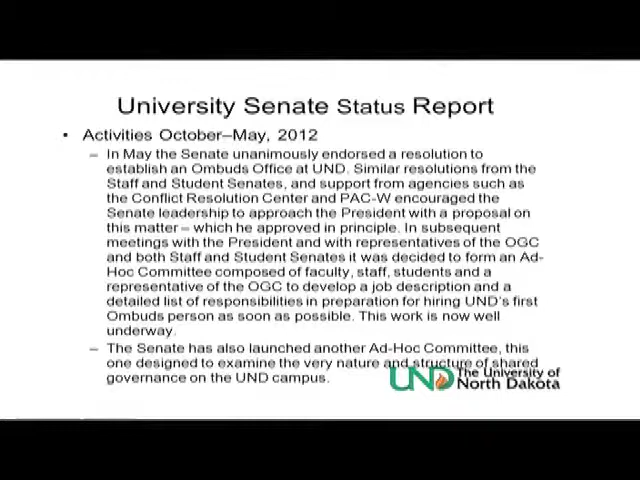 University Senate Status Report
• Activities October–May, 2012
– In May the Senate unanimously endorsed a resolution to
establish an Ombuds Office at UND. Similar resolutions from the
Staff and Student Senates, and support from agencies such as
the Conflict Resolution Center and PAC-W encouraged the
Senate leadership to approach the President with a proposal on
this matter – which he approved in principle. In subsequent
meetings with the President and with representatives of the OGC
and both Staff and Student Senates it was decided to form an Ad-
Hoc Committee composed of faculty, staff, students and a
representative of the OGC to develop a job description and
a detailed list of responsibilities in preparation for hiring UND's first
Ombuds person as soon as possible. This work is now well
underway.
– The Senate has also launched another Ad-Hoc Committee, this
one designed to examine the very nature and structure of shared
governance on the UND campus.
UND The University of
North Dakota